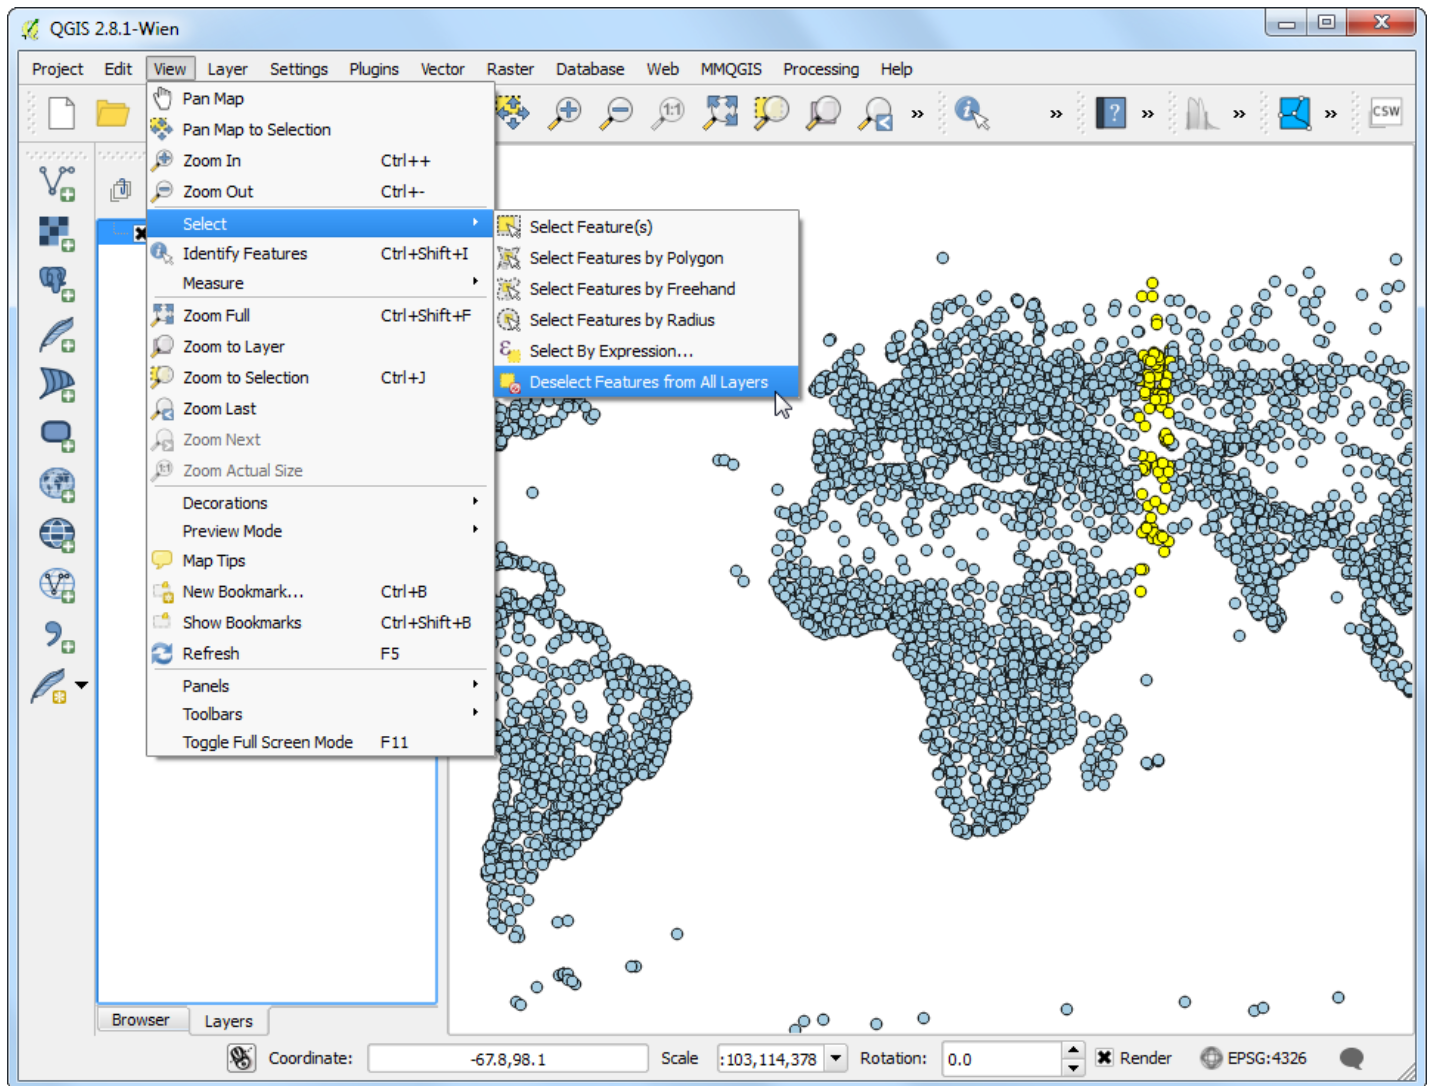 QGIS 2.8.1-Wien
Project Edit View Layer Settings Plugins Vector Raster Database Web MMQGIS Processing Help
Pan Map
Pan Map to Selection
Zoom In Ctrl++
Zoom Out Ctrl+-
Select
Identify Features Ctrl+Shift+I
Measure
Zoom Full Ctrl+Shift+F
Zoom to Layer
Zoom to Selection Ctrl+J
Zoom Last
Zoom Next
Zoom Actual Size
Decorations
Preview Mode
Map Tips
New Bookmark... Ctrl+B
Show Bookmarks Ctrl+Shift+B
Refresh F5
Panels
Toolbars
Toggle Full Screen Mode F11
Select Feature(s)
Select Features by Polygon
Select Features by Freehand
Select Features by Radius
Select By Expression...
Deselect Features from All Layers
1:1
»
»
?
»
»
»
CSW
Browser Layers
Coordinate: -67.8,98.1 Scale :103,114,378 Rotation: 0.0 Render EPSG:4326